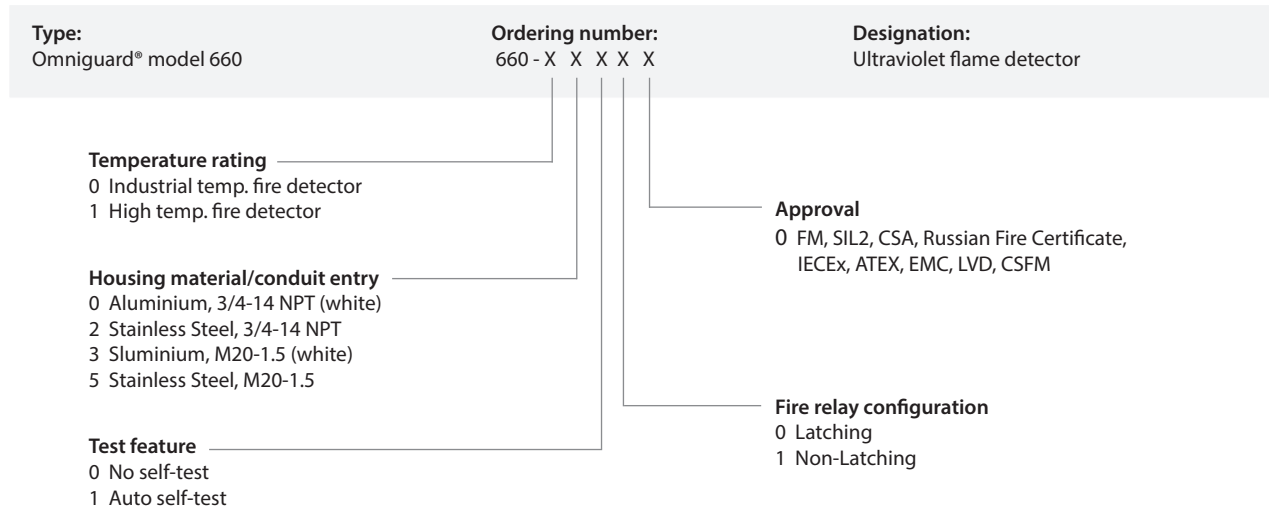 Type:
Omniguard® model 660
Ordering number:
660 - X X X X X
Designation:
Ultraviolet flame detector
Temperature rating
0 Industrial temp. fire detector
1 High temp. fire detector
Housing material/conduit entry
0 Aluminium, 3/4-14 NPT (white)
2 Stainless Steel, 3/4-14 NPT
3 Sluminium, M20-1.5 (white)
5 Stainless Steel, M20-1.5
Test feature
0 No self-test
1 Auto self-test
Approval
0 FM, SIL2, CSA, Russian Fire Certificate,
IECEx, ATEX, EMC, LVD, CSFM
Fire relay configuration
0 Latching
1 Non-Latching